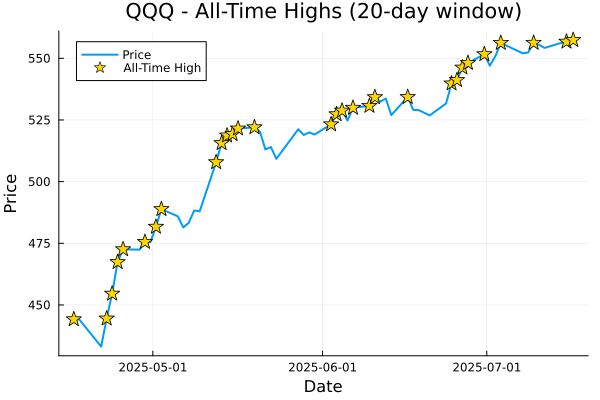 QQQ - All-Time Highs (20-day window)
Price
All-Time High
550
525
500
475
450
Price
2025-05-01
2025-06-01
2025-07-01
Date